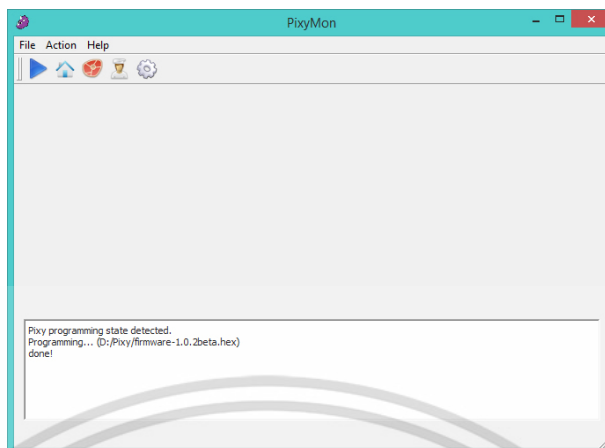 PixyMon
File Action Help
Pixy programming state detected.
Programming... (D:/Pixy/firmware-1.0.2beta.hex)
done!